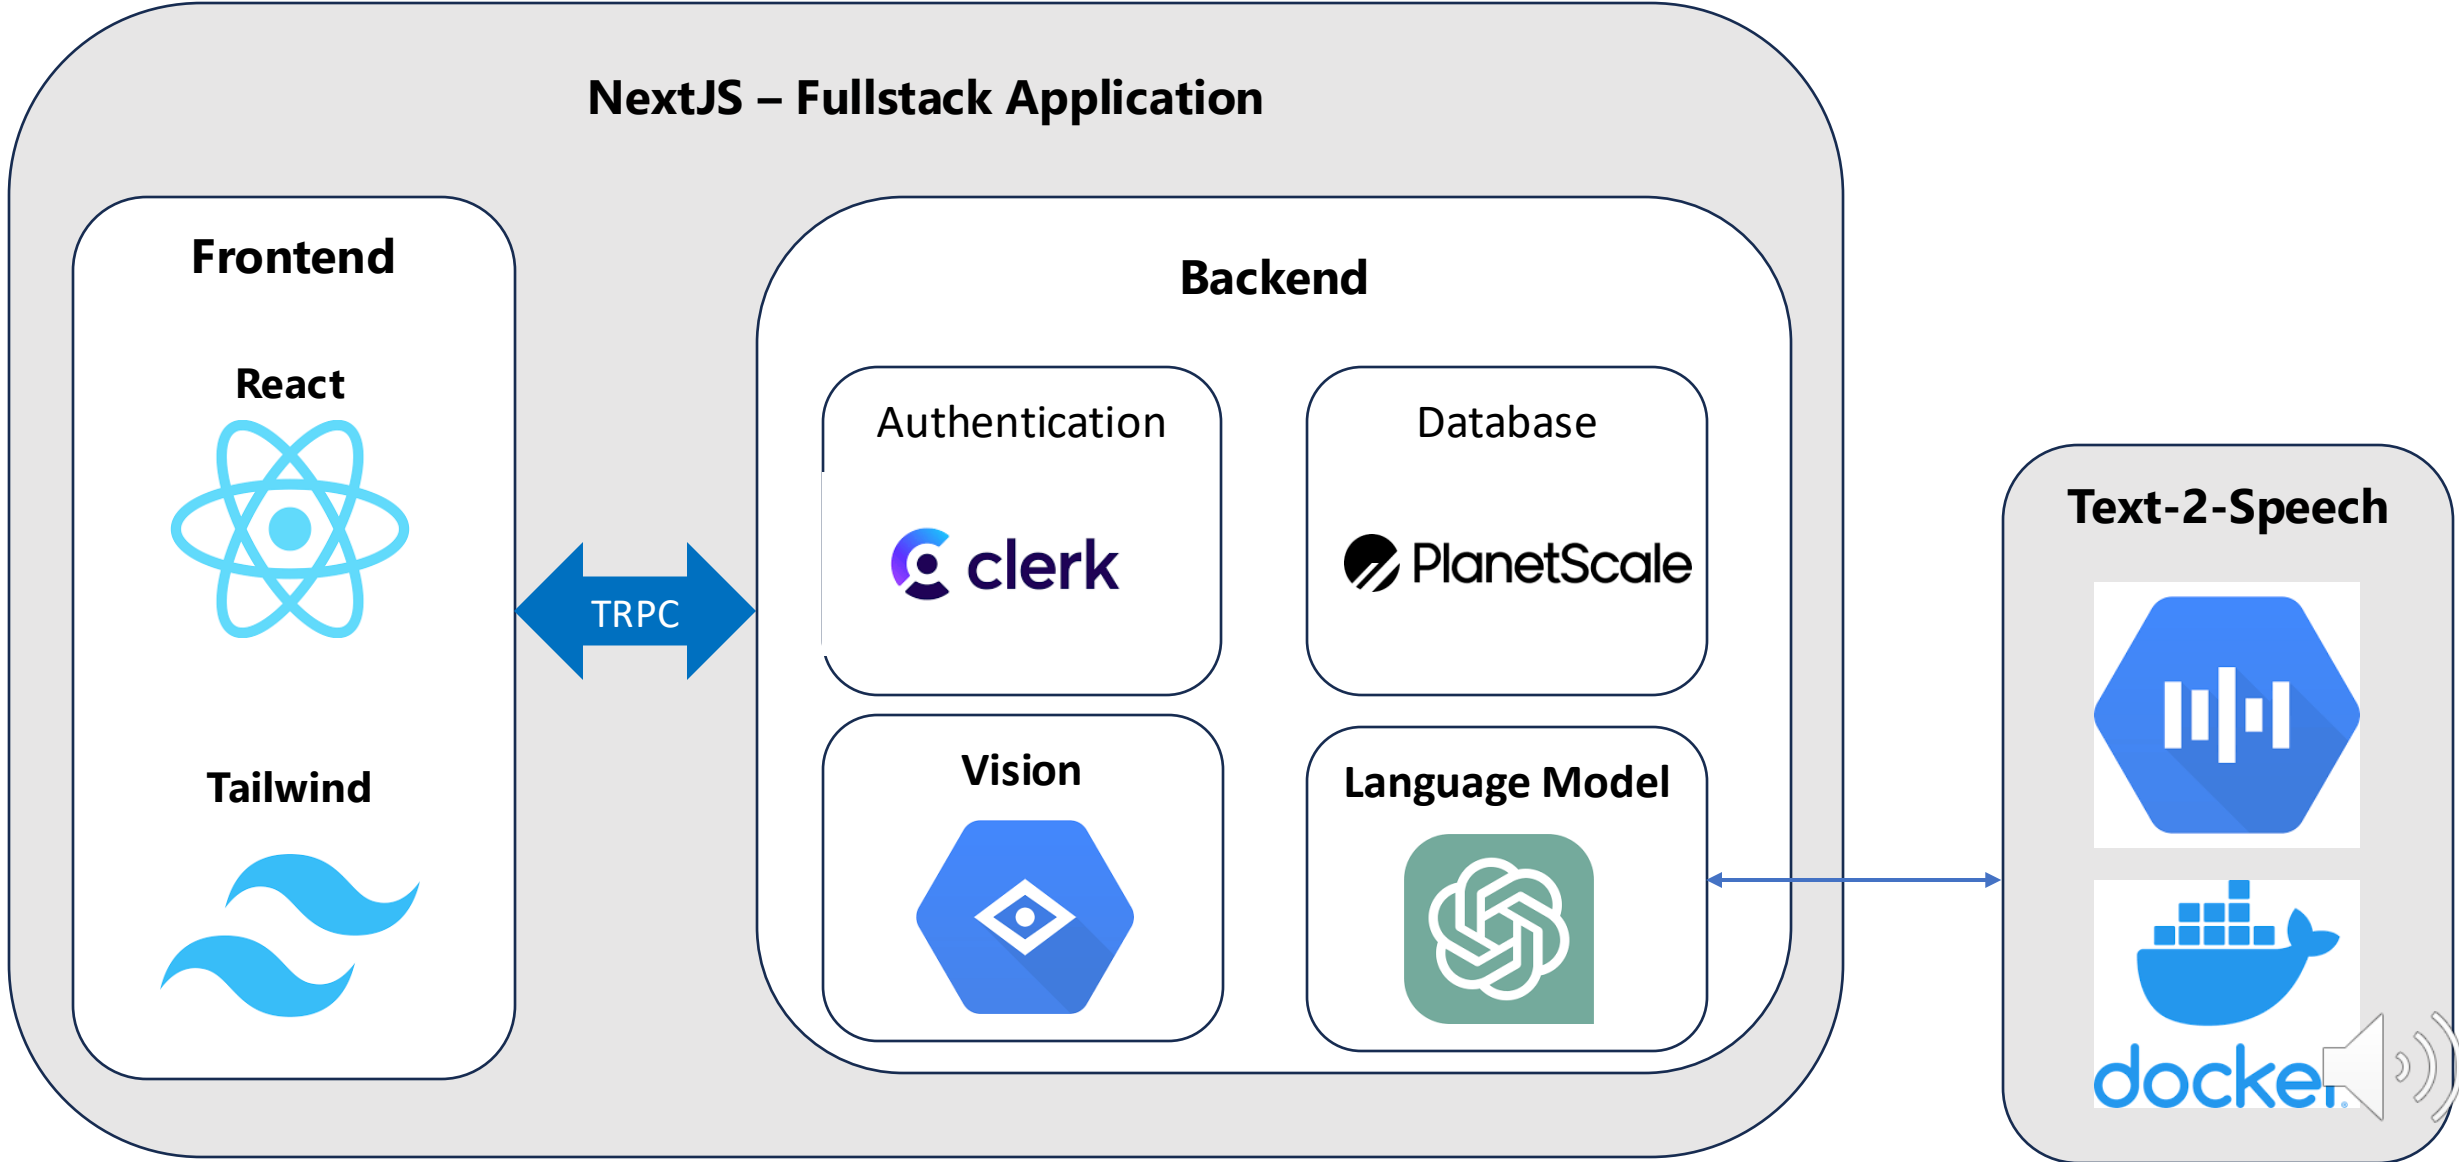 NextJS – Fullstack Application
Frontend
React
Tailwind
TRPC
Backend
Authentication
clerk
Database
PlanetScale
Vision
Language Model
Text-2-Speech
docker